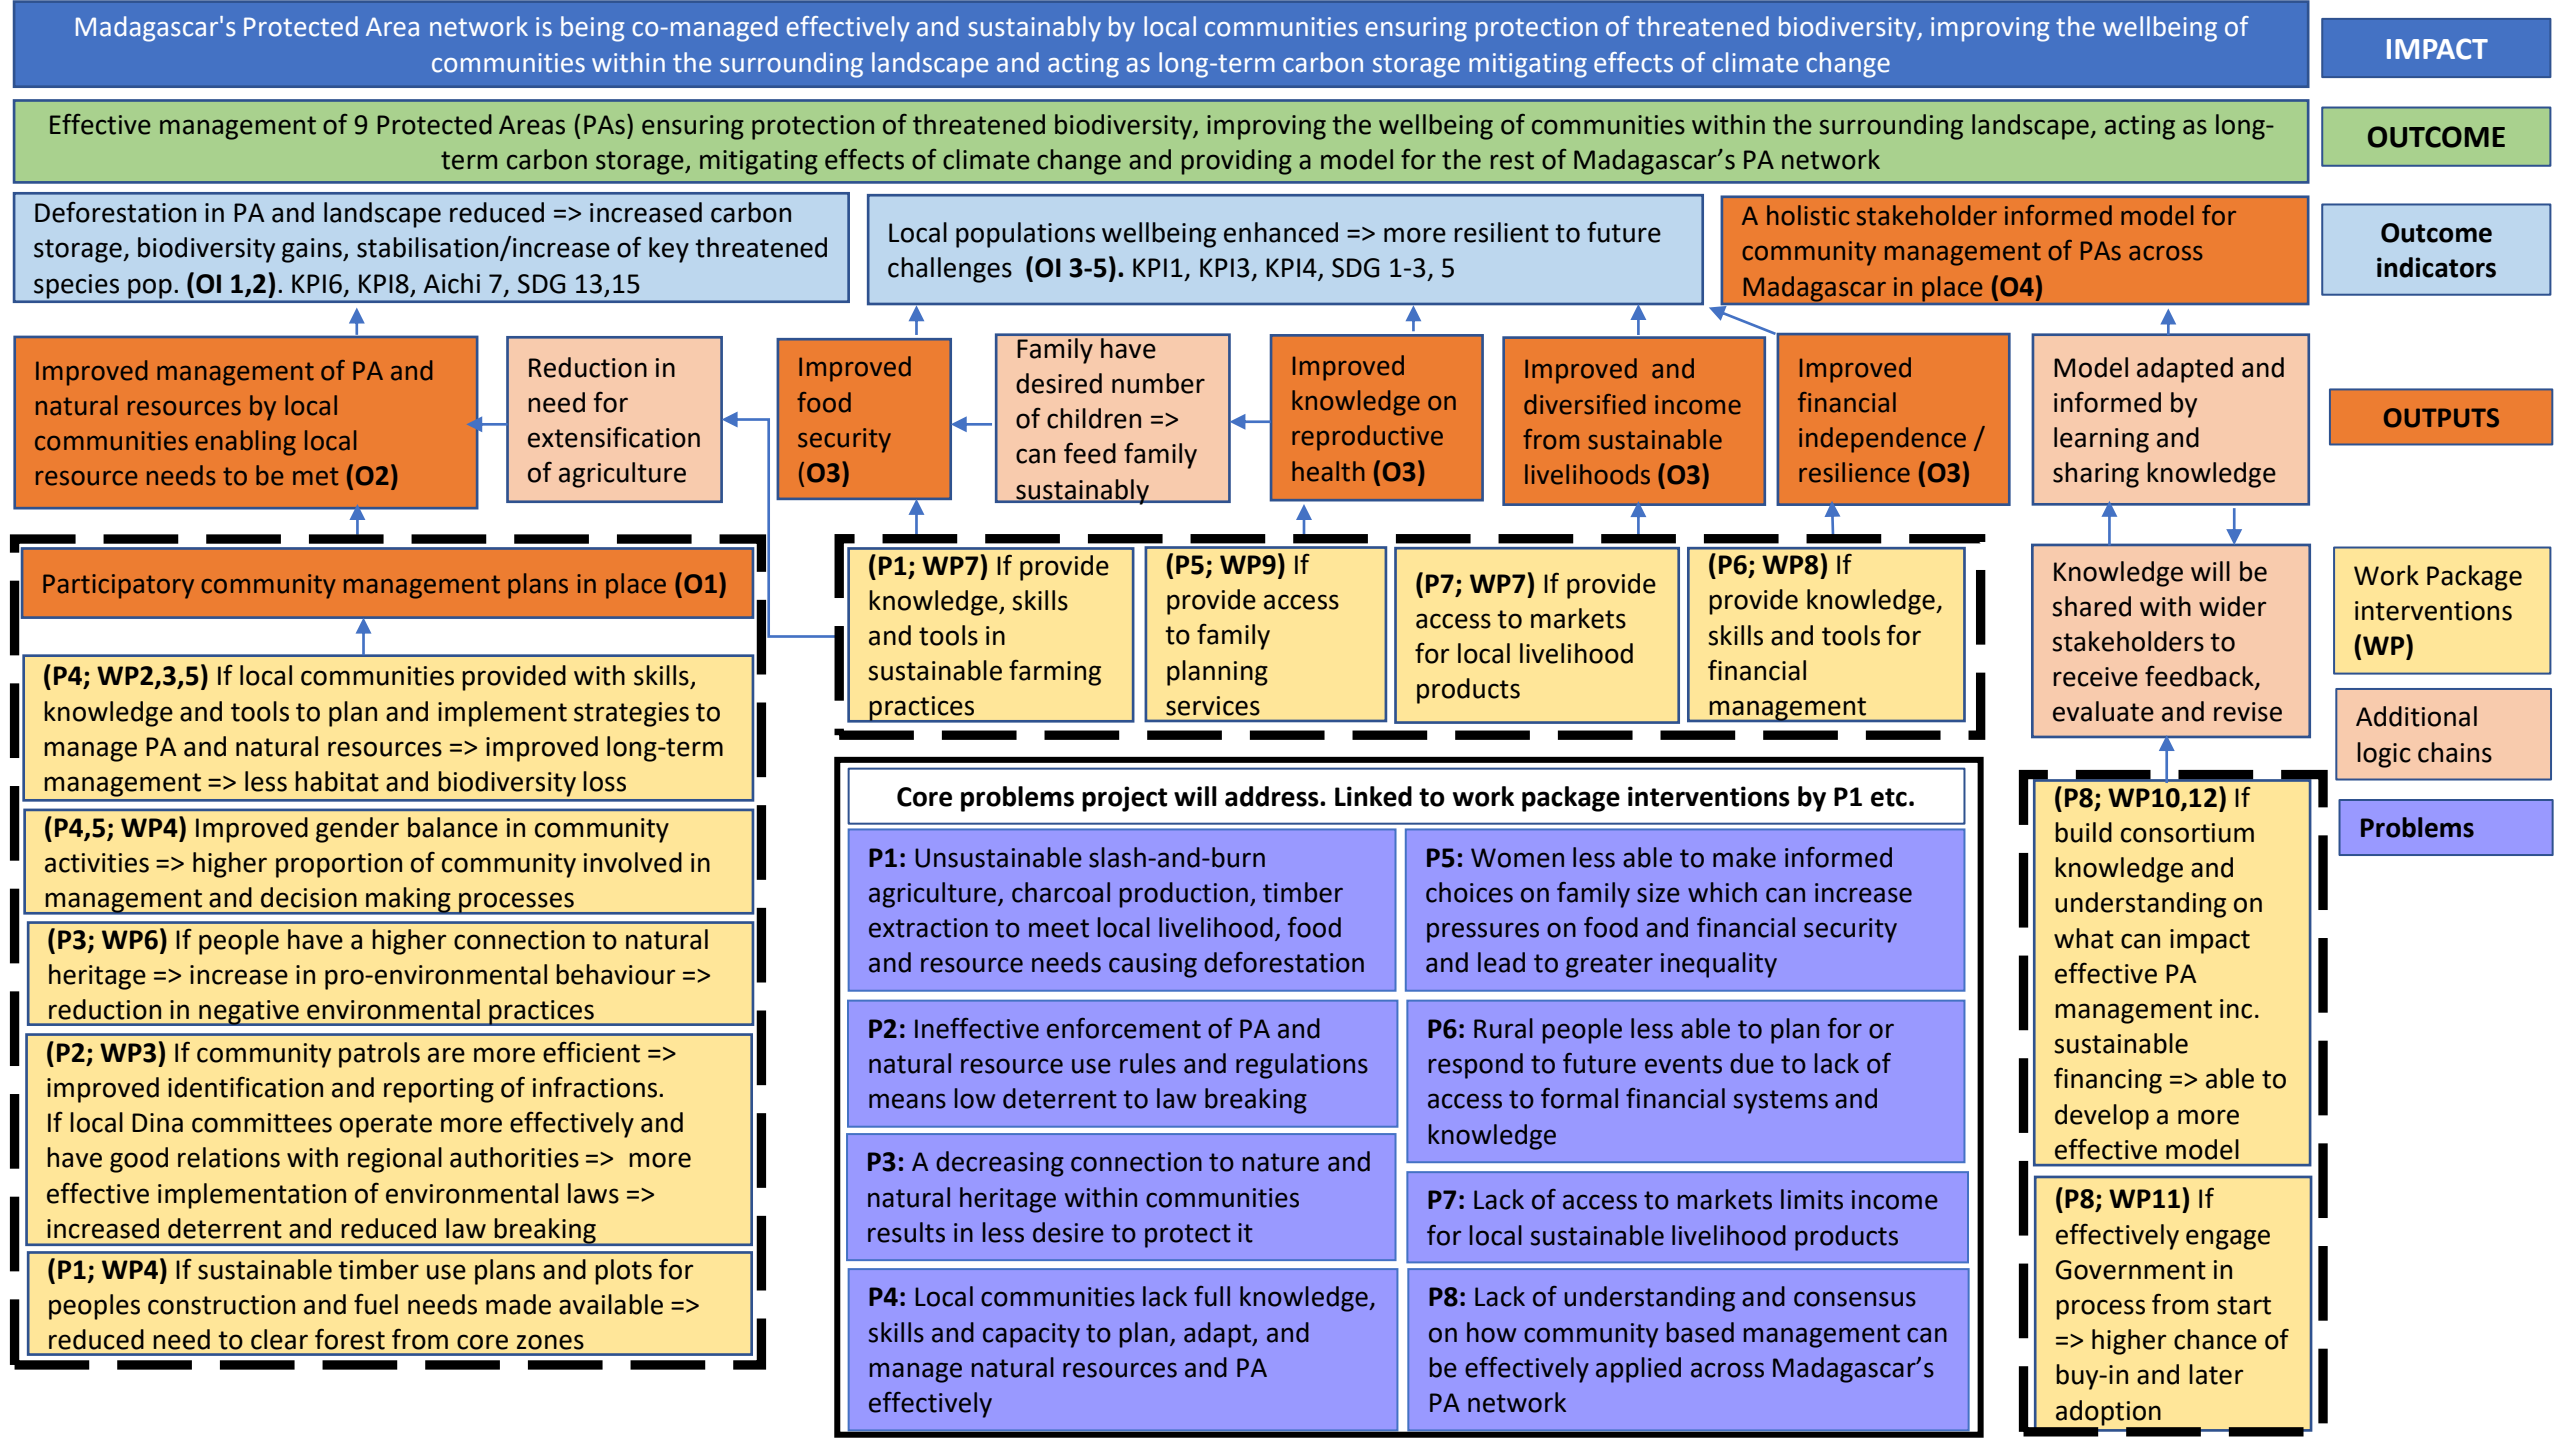 Madagascar's Protected Area network is being co-managed effectively and sustainably by local communities ensuring protection of threatened biodiversity, improving the wellbeing of
communities within the surrounding landscape and acting as long-term carbon storage mitigating effects of climate change
IMPACT
Effective management of 9 Protected Areas (PAs) ensuring protection of threatened biodiversity, improving the wellbeing of communities within the surrounding landscape, acting as long-
term carbon storage, mitigating effects of climate change and providing a model for the rest of Madagascar’s PA network
OUTCOME
Deforestation in PA and landscape reduced => increased carbon
storage, biodiversity gains, stabilisation/increase of key threatened
species pop. (OI 1,2). KPI6, KPI8, Aichi 7, SDG 13,15
Local populations wellbeing enhanced => more resilient to future
challenges (OI 3-5). KPI1, KPI3, KPI4, SDG 1-3, 5
A holistic stakeholder informed model for
community management of PAs across
Madagascar in place (O4)
Outcome
indicators
Improved management of PA and
natural resources by local
communities enabling local
resource needs to be met (O2)
Reduction in
need for
extensification
of agriculture
Improved
food
security
(O3)
Family have
desired number
of children =>
can feed family
sustainably
Improved
knowledge on
reproductive
health (O3)
Improved and
diversified income
from sustainable
livelihoods (O3)
Improved
financial
independence /
resilience (O3)
Model adapted and
informed by
learning and
sharing knowledge
OUTPUTS
Participatory community management plans in place (O1)
(P4; WP2,3,5) If local communities provided with skills,
knowledge and tools to plan and implement strategies to
manage PA and natural resources => improved long-term
management => less habitat and biodiversity loss
(P4,5; WP4) Improved gender balance in community
activities => higher proportion of community involved in
management and decision making processes
(P3; WP6) If people have a higher connection to natural
heritage => increase in pro-environmental behaviour =>
reduction in negative environmental practices
(P2; WP3) If community patrols are more efficient =>
improved identification and reporting of infractions.
If local Dina committees operate more effectively and
have good relations with regional authorities => more
effective implementation of environmental laws =>
increased deterrent and reduced law breaking
(P1; WP4) If sustainable timber use plans and plots for
peoples construction and fuel needs made available =>
reduced need to clear forest from core zones
(P1; WP7) If provide
knowledge, skills
and tools in
sustainable farming
practices
(P5; WP9) If
provide access
to family
planning
services
(P7; WP7) If provide
access to markets
for local livelihood
products
(P6; WP8) If
provide knowledge,
skills and tools for
financial
management
Knowledge will be
shared with wider
stakeholders to
receive feedback,
evaluate and revise
Work Package
interventions
(WP)
Additional
logic chains
Problems
Core problems project will address. Linked to work package interventions by P1 etc.
P1: Unsustainable slash-and-burn
agriculture, charcoal production, timber
extraction to meet local livelihood, food
and resource needs causing deforestation
P2: Ineffective enforcement of PA and
natural resource use rules and regulations
means low deterrent to law breaking
P3: A decreasing connection to nature and
natural heritage within communities
results in less desire to protect it
P4: Local communities lack full knowledge,
skills and capacity to plan, adapt, and
manage natural resources and PA
effectively
P5: Women less able to make informed
choices on family size which can increase
pressures on food and financial security
and lead to greater inequality
P6: Rural people less able to plan for or
respond to future events due to lack of
access to formal financial systems and
knowledge
P7: Lack of access to markets limits income
for local sustainable livelihood products
P8: Lack of understanding and consensus
on how community based management can
be effectively applied across Madagascar’s
PA network
(P8; WP10,12) If
build consortium
knowledge and
understanding on
what can impact
effective PA
management inc.
sustainable
financing => able to
develop a more
effective model
(P8; WP11) If
effectively engage
Government in
process from start
=> higher chance of
buy-in and later
adoption